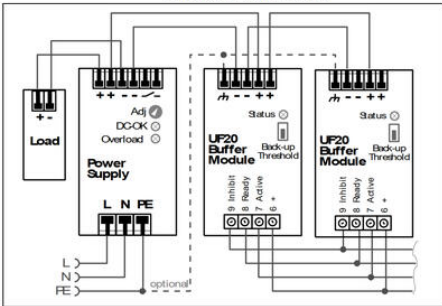 + -
Load
+ + - -
Adj
DC-OK
Overload
Power
Supply
L N PE
- - + +
Status
UF20
Buffer
Module
Back-up
Threshold
9 Inhibit
8 Ready
7 Active
6 +
- - + +
Status
UF20
Buffer
Module
Back-up
Threshold
9 Inhibit
8 Ready
7 Active
6 +
L
N
PE
optional